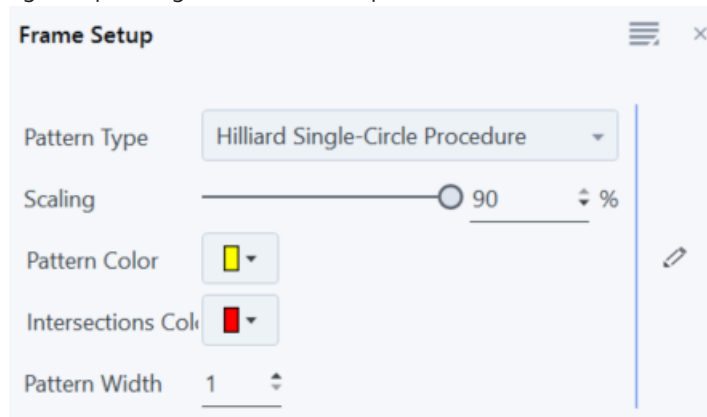 Frame Setup
Pattern Type Hilliard Single-Circle Procedure
Scaling 90 %
Pattern Color
Intersections Col
Pattern Width 1